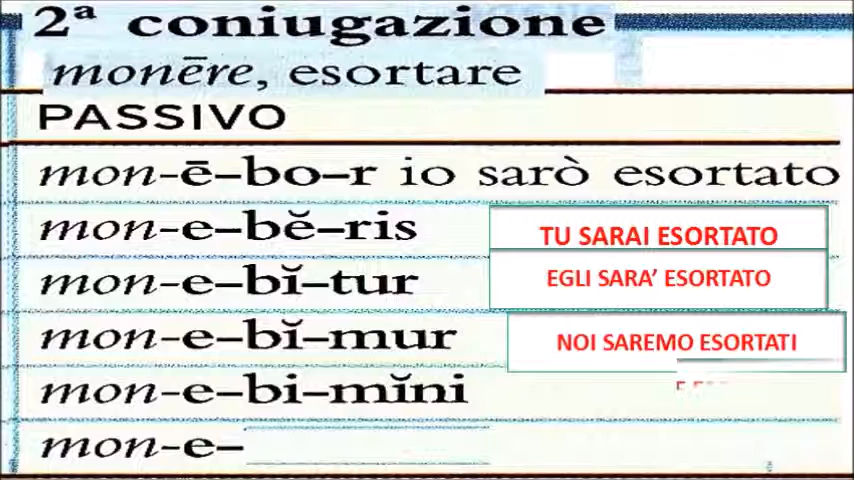 2ª coniugazione
monēre, esortare
PASSIVO
mon-ē–bo–r io sarò esortato
mon-e–bĕ–ris TU SARAI ESORTATO
mon-e–bĭ–tur EGLI SARA’ ESORTATO
mon-e–bĭ–mur NOI SAREMO ESORTATI
mon-e–bi–mĭni
mon-e–